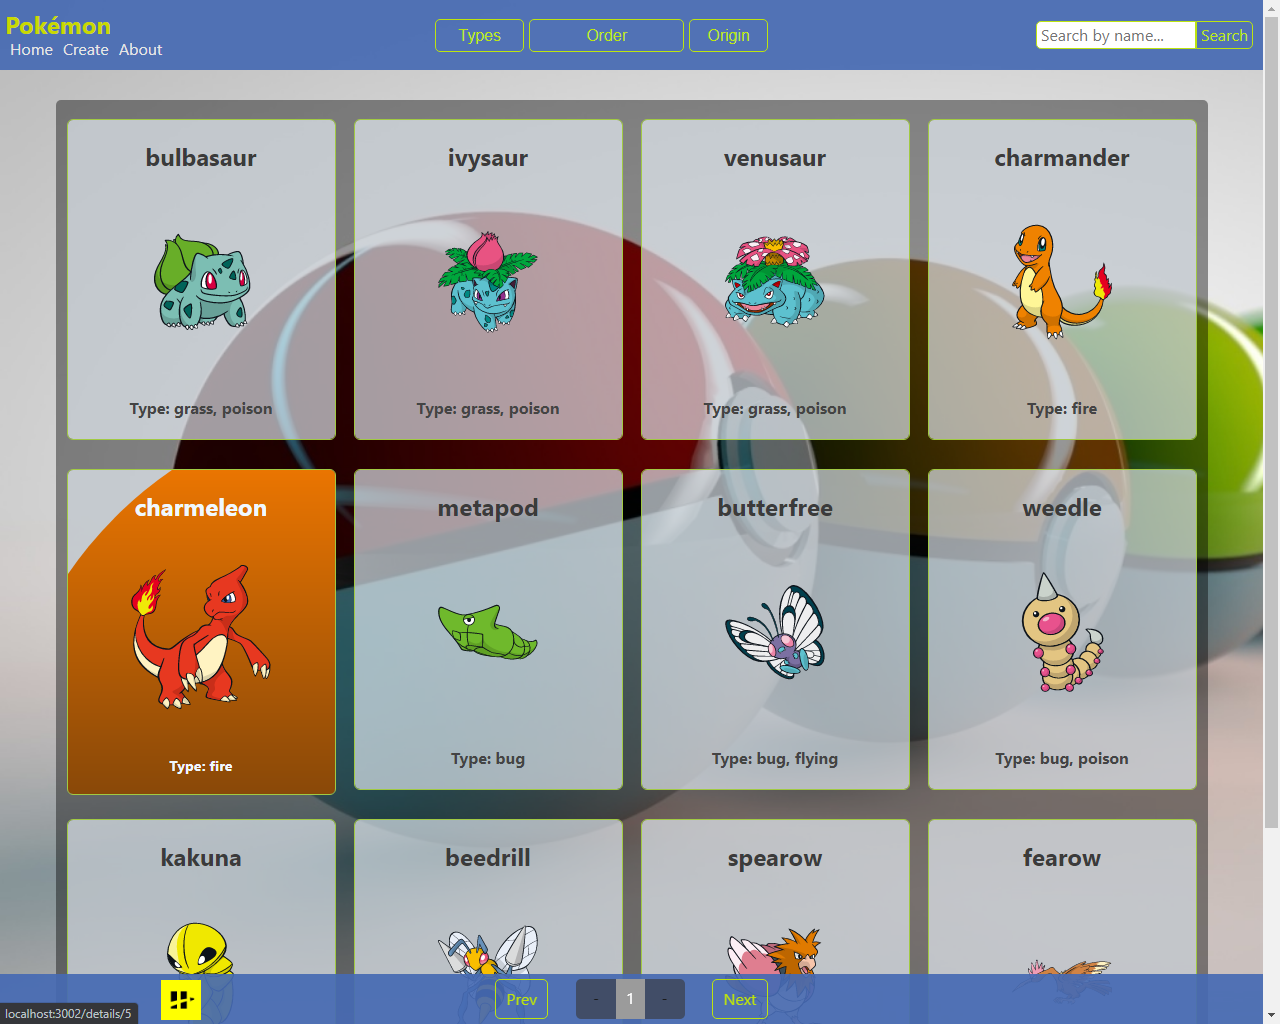 Pokémon
Home Create About
Types Order Origin
Search by name... Search
bulbasaur ivysaur venusaur charmander
Type: grass, poison Type: grass, poison Type: grass, poison Type: fire
charmeleon metapod butterfree weedle
Type: fire Type: bug Type: bug, flying Type: bug, poison
kakuna beedrill spearow fearow
Prev - 1 - Next
localhost:3002/details/5